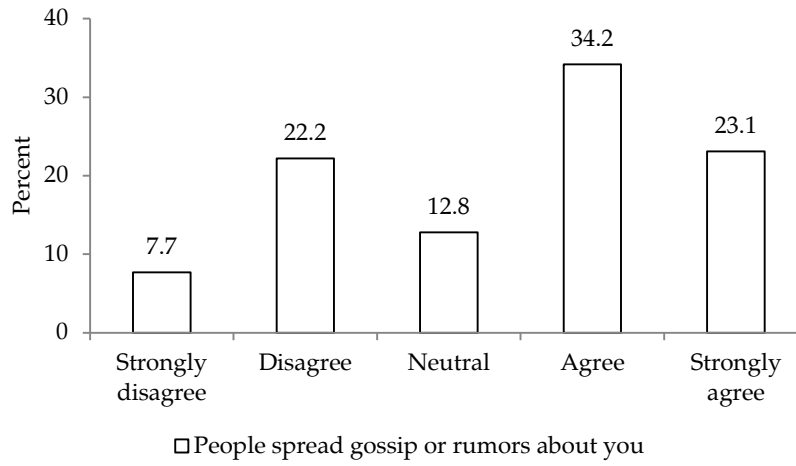 40
34.2
30
23.1
22.2
20
12.8
10
7.7
0
Percent
Strongly disagree
Disagree
Neutral
Agree
Strongly agree
People spread gossip or rumors about you